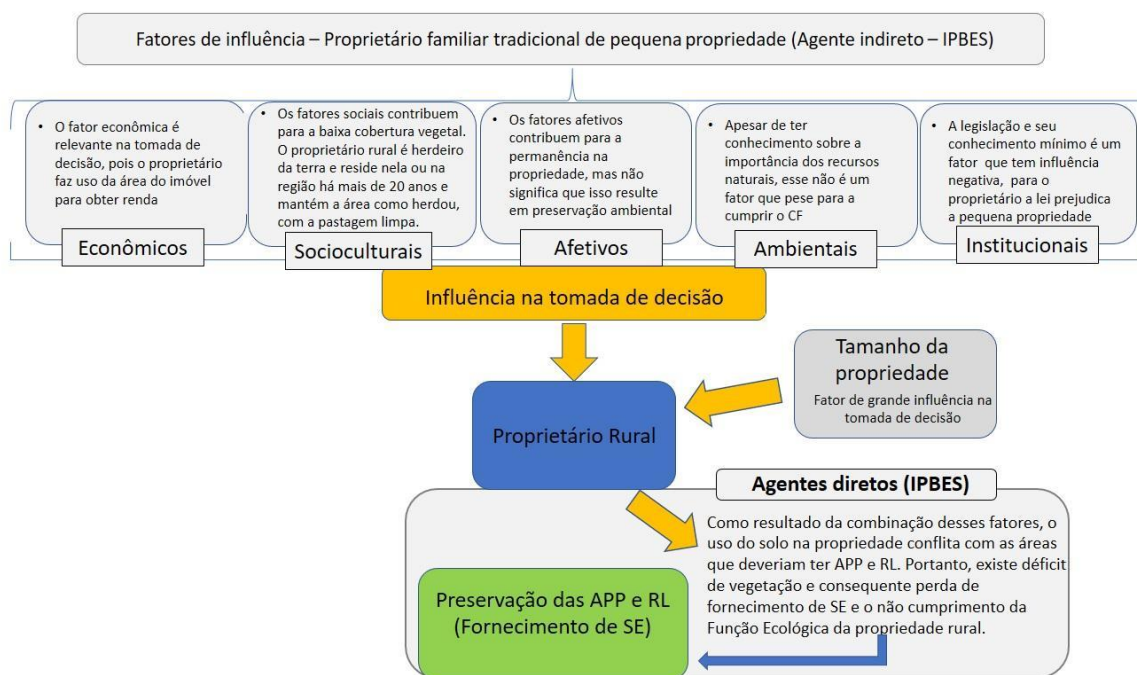 Fatores de influência – Proprietário familiar tradicional de pequena propriedade (Agente indireto – IPBES)
• O fator econômica é
relevante na tomada de
decisão, pois o proprietário
faz uso da área do imóvel
para obter renda
Econômicos
• Os fatores sociais contribuem
para a baixa cobertura vegetal.
O proprietário rural é herdeiro
da terra e reside nela ou na
região há mais de 20 anos e
mantém a área como herdou,
com a pastagem limpa.
Socioculturais
• Os fatores afetivos
contribuem para a
permanência na
propriedade, mas não
significa que isso resulte
em preservação ambiental
Afetivos
• Apesar de ter
conhecimento sobre a
importância dos recursos
naturais, esse não é um
fator que pese para a
cumprir o CF
Ambientais
• A legislação e seu
conhecimento mínimo é um
fator que tem influência
negativa, para o
proprietário a lei prejudica
a pequena propriedade
Institucionais
Influência na tomada de decisão
Tamanho da
propriedade
Fator de grande influência na
tomada de decisão
Proprietário Rural
Agentes diretos (IPBES)
Como resultado da combinação desses fatores, o
uso do solo na propriedade conflita com as áreas
que deveriam ter APP e RL. Portanto, existe déficit
de vegetação e consequente perda de
fornecimento de SE e o não cumprimento da
Função Ecológica da propriedade rural.
Preservação das APP e RL
(Fornecimento de SE)